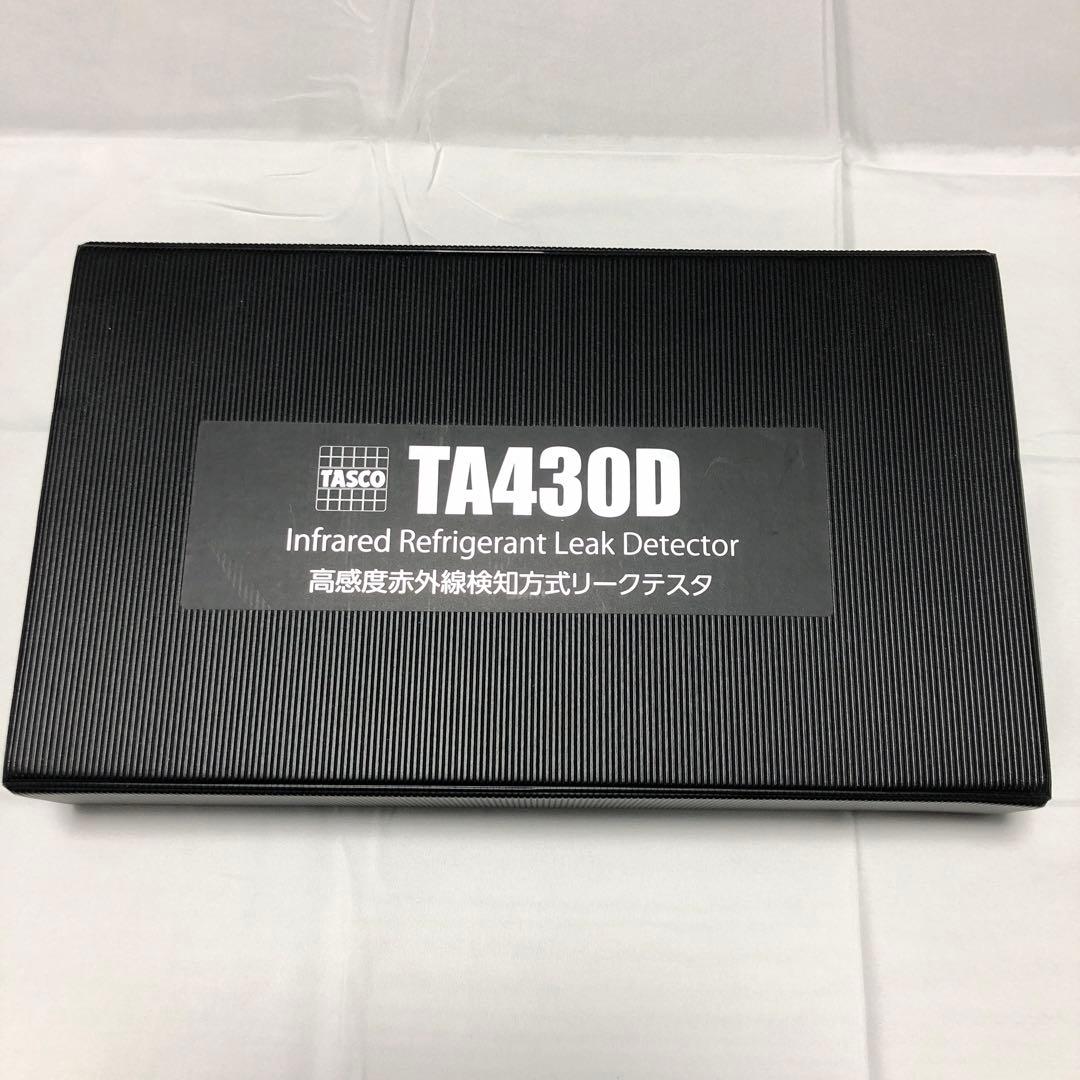 TASCO TA430D
Infrared Refrigerant Leak Detector
高感度赤外線検知方式リークテスタ